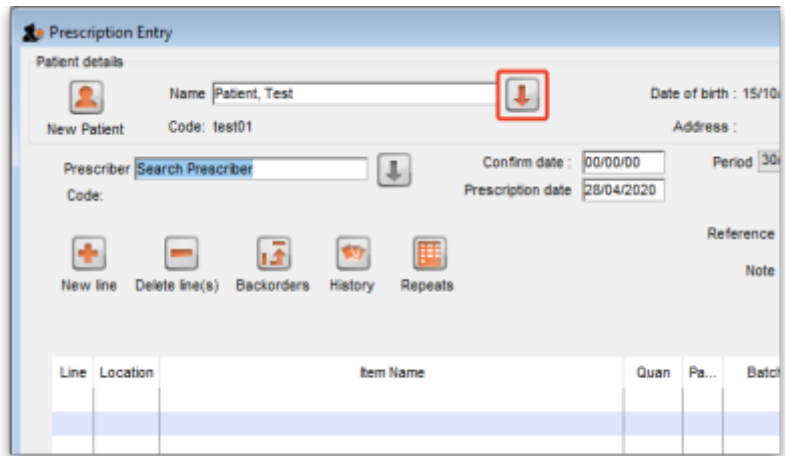 Prescription Entry
Patient details
Name Patient, Test
Date of birth : 15/10/
New Patient
Code: test01
Address :
Prescriber Search Prescriber
Confirm date : 00/00/00
Period 30/
Code:
Prescription date 28/04/2020
Reference
Note
New line Delete line(s) Backorders History Repeats
Line Location Item Name Quan Pa... Batch